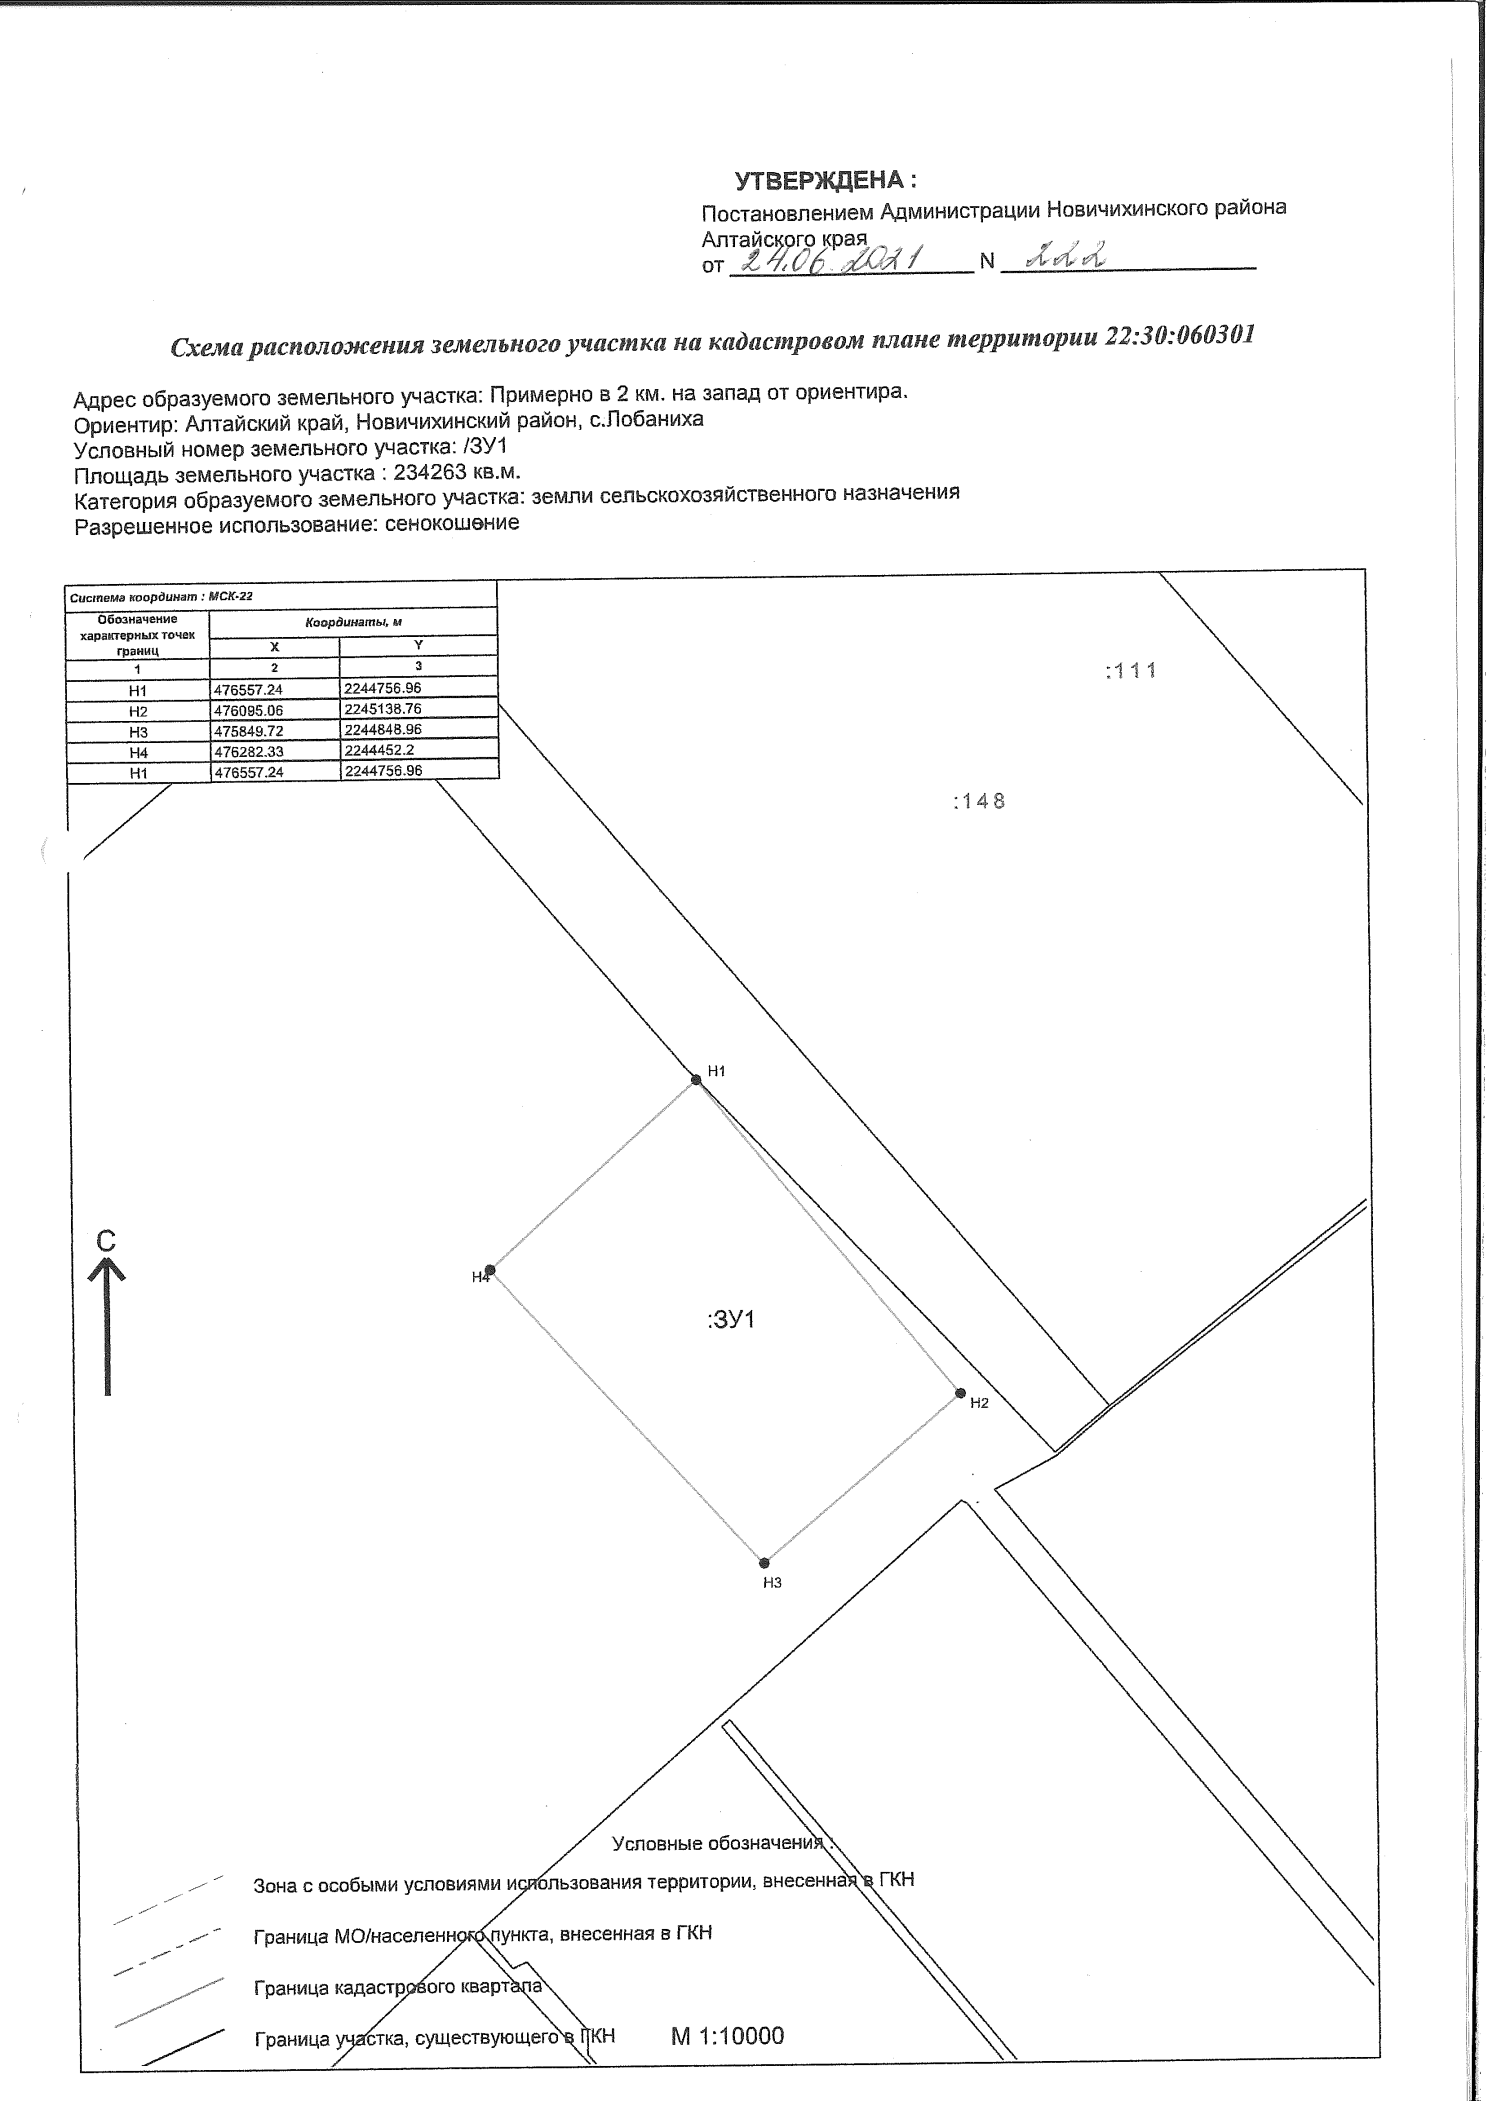 УТВЕРЖДЕНА :
Постановлением Администрации Новичихинского района
Алтайского края
от 24.06.2021 N 222
Схема расположения земельного участка на кадастровом плане территории 22:30:060301
Адрес образуемого земельного участка: Примерно в 2 км. на запад от ориентира.
Ориентир: Алтайский край, Новичихинский район, с.Лобаниха
Условный номер земельного участка: /ЗУ1
Площадь земельного участка : 234263 кв.м.
Категория образуемого земельного участка: земли сельскохозяйственного назначения
Разрешенное использование: сенокошение
Система координат : МСК-22
Обозначение характерных точек границ
Координаты, м
X Y
1 2 3
Н1 476557.24 2244756.96
Н2 476095.06 2245138.76
Н3 475849.72 2244848.96
Н4 476282.33 2244452.2
Н1 476557.24 2244756.96
:111
:148
Н1
С
Н4
:ЗУ1
Н2
Н3
Условные обозначения :
Зона с особыми условиями использования территории, внесенная в ГКН
Граница МО/населенного пункта, внесенная в ГКН
Граница кадастрового квартала
Граница участка, существующего в ГКН
М 1:10000